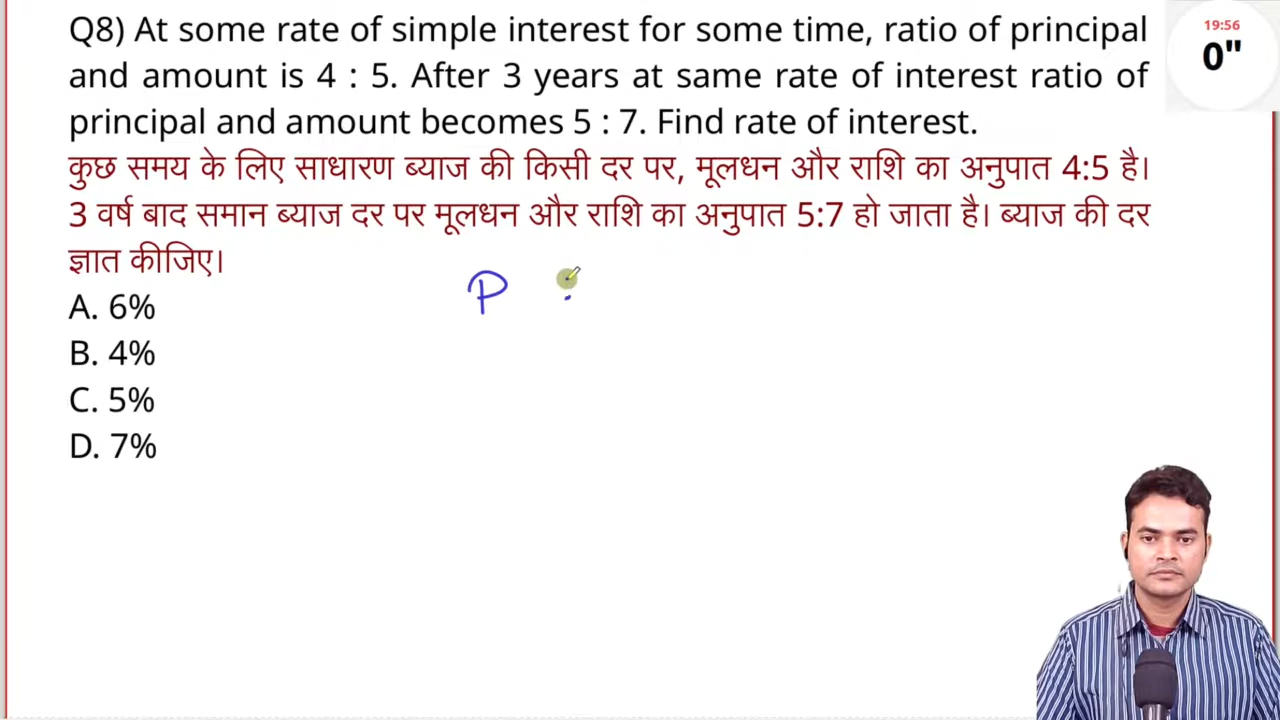 Q8) At some rate of simple interest for some time, ratio of principal
and amount is 4 : 5. After 3 years at same rate of interest ratio of
principal and amount becomes 5 : 7. Find rate of interest.
कुछ समय के लिए साधारण ब्याज की किसी दर पर, मूलधन और राशि का अनुपात 4:5 है।
3 वर्ष बाद समान ब्याज दर पर मूलधन और राशि का अनुपात 5:7 हो जाता है। ब्याज की दर
ज्ञात कीजिए।
P :
A. 6%
B. 4%
C. 5%
D. 7%
19:56
0"